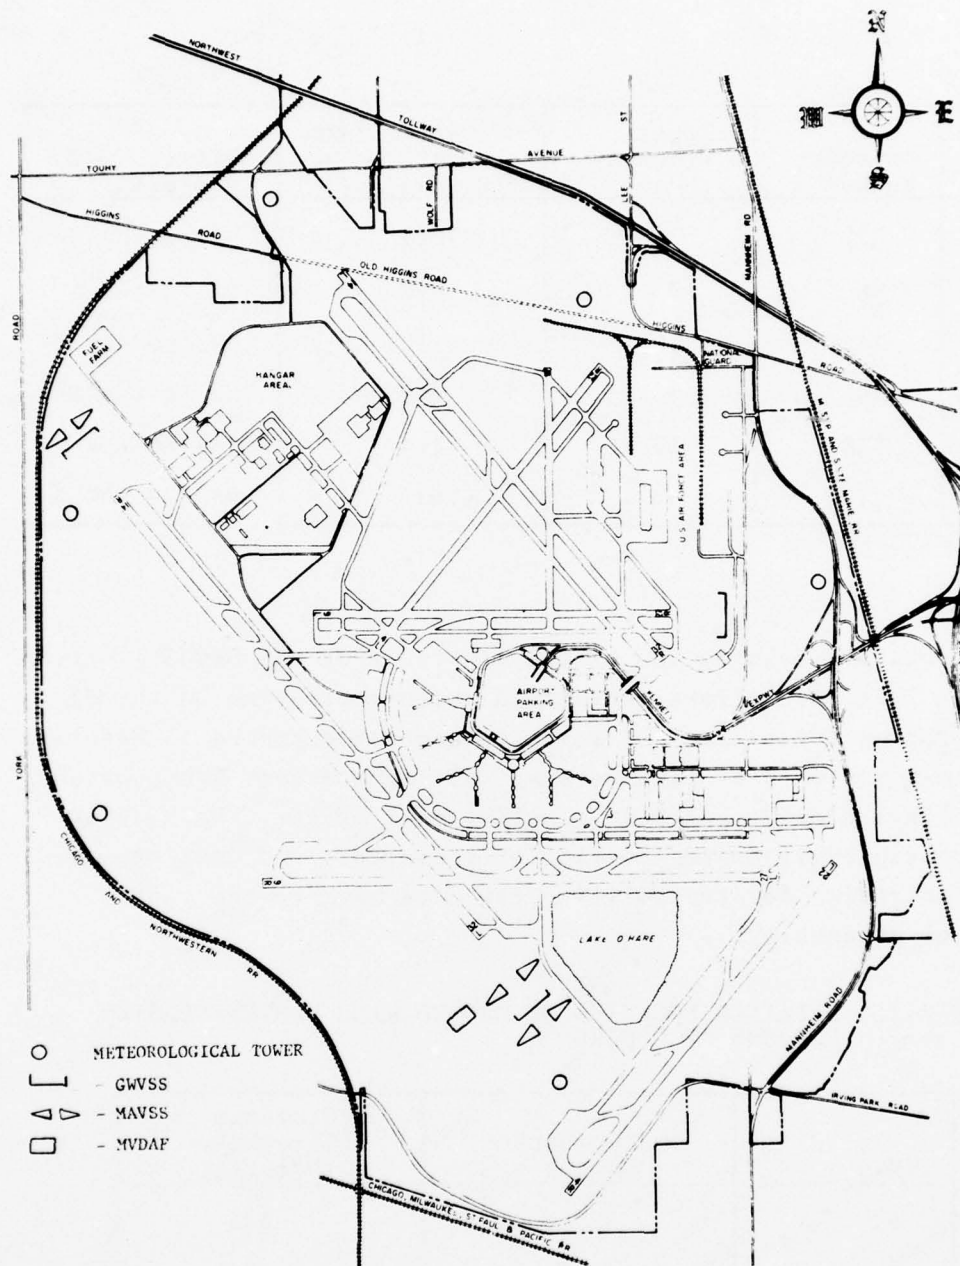 NORTHWEST
TOLLWAY
TOUHY
AVENUE
LEE ST
WOLF RD
MANNHEIM RD
HIGGINS
ROAD
OLD HIGGINS ROAD
HIGGINS
ROAD
ROAD
YORK
FUEL
FARM
HANGAR
AREA
NATIONAL
GUARD
U S AIR FORCE AREA
AIRPORT
PARKING
AREA
LAKE O'HARE
CHICAGO
AND
NORTHWESTERN
RR
MANNHEIM ROAD
IRVING PARK ROAD
METEOROLOGICAL TOWER
- GWVSS
- MAVSS
- MVDAF
CHICAGO, MILWAUKEE, ST PAUL & PACIFIC RR
E